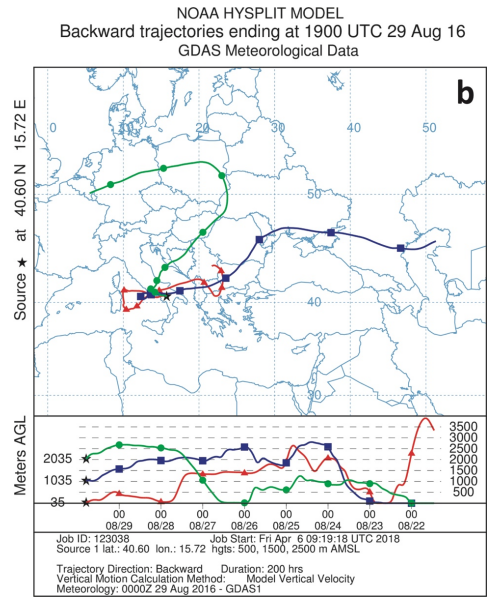 NOAA HYSPLIT MODEL
Backward trajectories ending at 1900 UTC 29 Aug 16
GDAS Meteorological Data
b
0 20 30 40 50
50
40
30
Source ★ at 40.60 N 15.72 E
Meters AGL
3500
3000
2500
2000
1500
1000
500
2035
1035
35
00 00 00 00 00 00 00 00
08/29 08/28 08/27 08/26 08/25 08/24 08/23 08/22
Job ID: 123038 Job Start: Fri Apr 6 09:19:18 UTC 2018
Source 1 lat.: 40.60 lon.: 15.72 hgts: 500, 1500, 2500 m AMSL
Trajectory Direction: Backward Duration: 200 hrs
Vertical Motion Calculation Method: Model Vertical Velocity
Meteorology: 0000Z 29 Aug 2016 - GDAS1